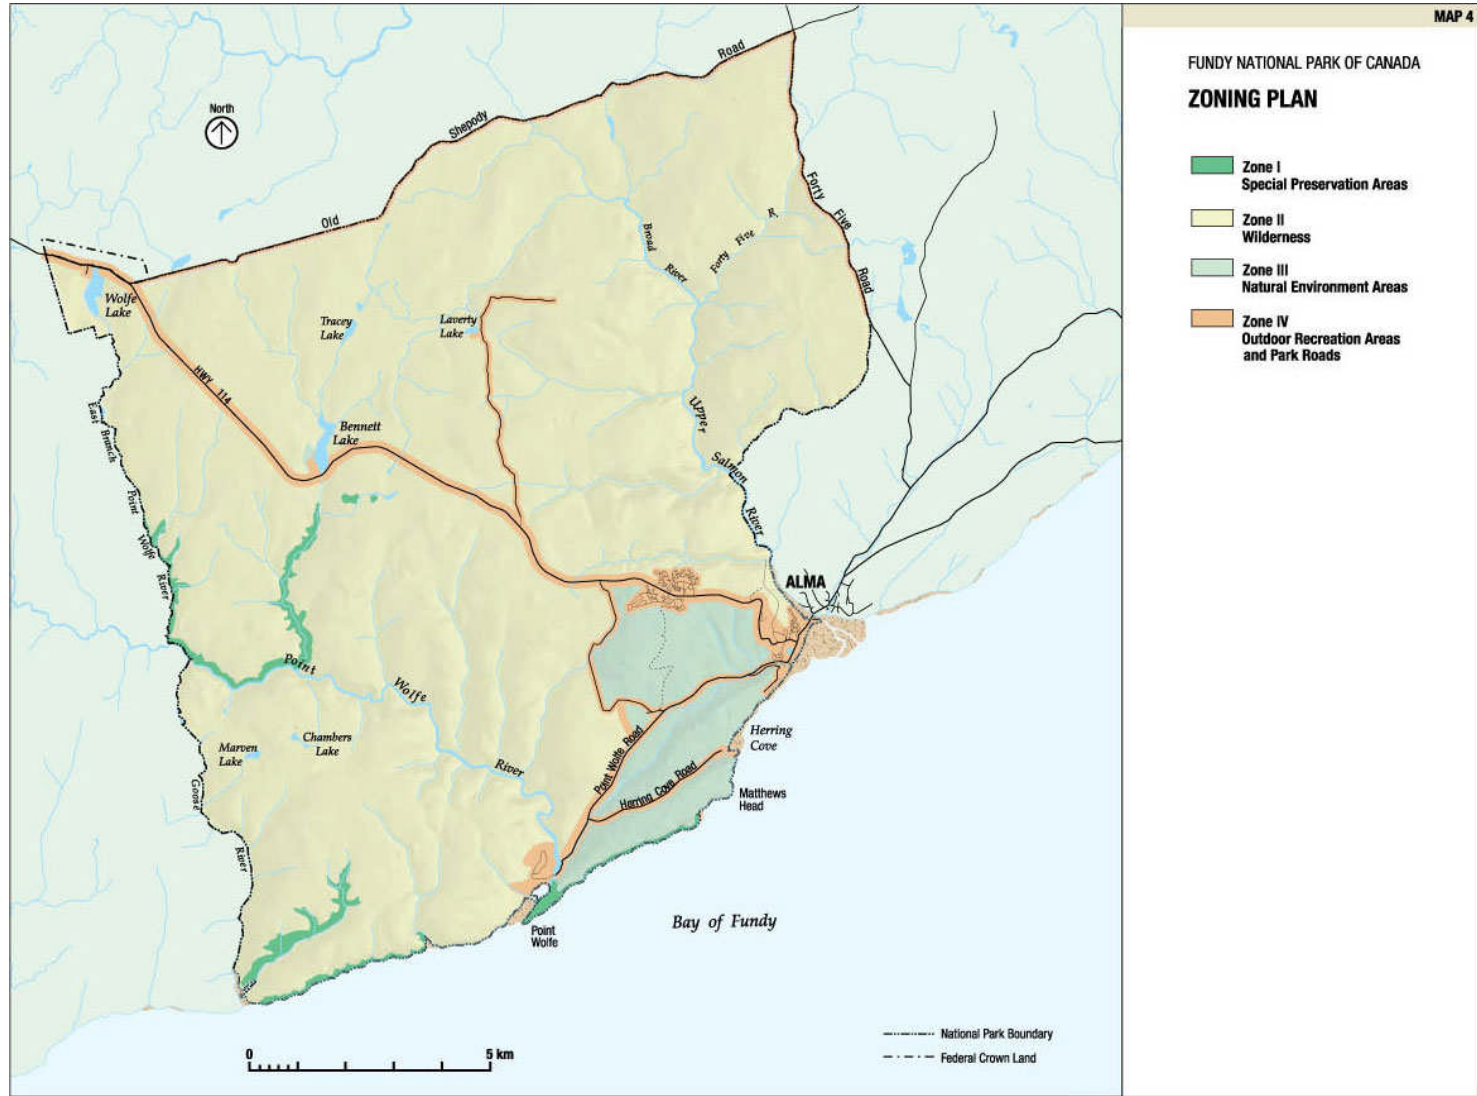 MAP 4
FUNDY NATIONAL PARK OF CANADA
ZONING PLAN
Zone I
Special Preservation Areas
Zone II
Wilderness
Zone III
Natural Environment Areas
Zone IV
Outdoor Recreation Areas
and Park Roads
North
Old
Shepody
Road
Forty
Five
Road
Broad
River
Forty Five R.
Wolfe
Lake
Tracey
Lake
Laverty
Lake
HWY 114
Bennett
Lake
East
Branch
Point
Wolfe
River
Upper
Salmon
River
ALMA
Point
Wolfe
River
Marven
Lake
Chambers
Lake
Goose
River
Point Wolfe Road
Herring Cove Road
Herring
Cove
Matthews
Head
Point
Wolfe
Bay of Fundy
National Park Boundary
Federal Crown Land
0
5 km